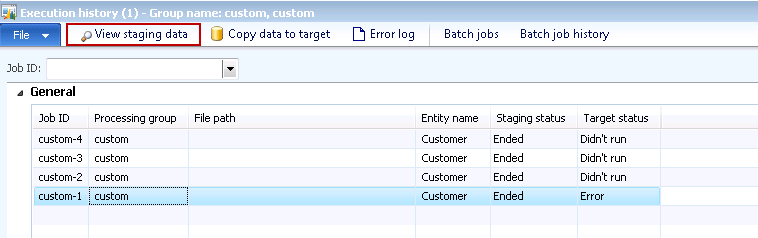 Execution history (1) - Group name: custom, custom
File View staging data Copy data to target Error log Batch jobs Batch job history
Job ID:
General
Job ID Processing group File path Entity name Staging status Target status
custom-4 custom Customer Ended Didn't run
custom-3 custom Customer Ended Didn't run
custom-2 custom Customer Ended Didn't run
custom-1 custom Customer Ended Error